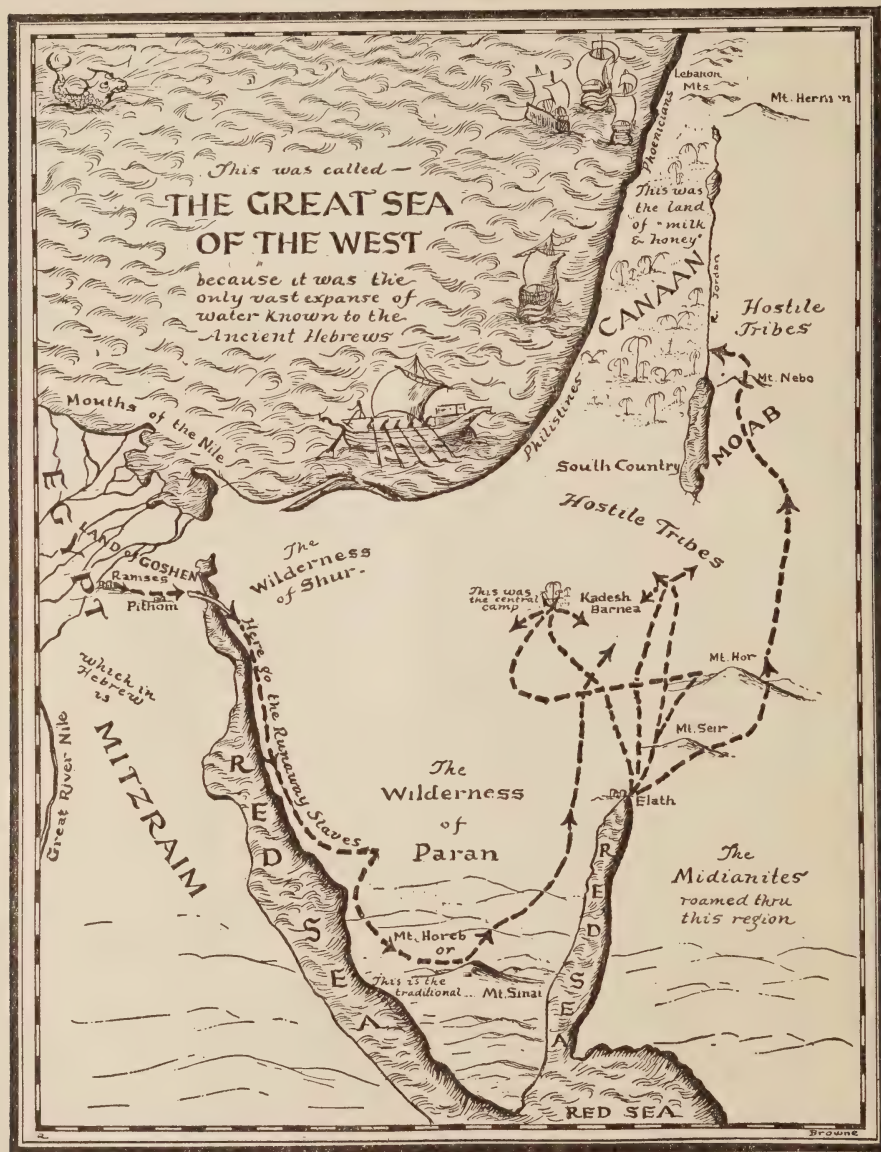 This was called —
THE GREAT SEA
OF THE WEST
because it was the
only vast expanse of
water known to the
Ancient Hebrews
Lebanon
Mts.
Mt. Hermon
Phoenicians
This was
the land
of "milk
& honey"
CANAAN
R. Jordan
Hostile
Tribes
Mt. Nebo
MOAB
Philistines
South Country
Hostile Tribes
Mouths of the Nile
EGYPT
LAND of GOSHEN
Ramses
Pithom
The
Wilderness
of Shur.
This was
the central
camp
Kadesh
Barnea
Mt. Hor
Mt. Seir
Elath
which in
Hebrew
is
MITZRAIM
Great River Nile
Here go the Runaway Slaves
RED SEA
The
Wilderness
of
Paran
RED SEA
The
Midianites
roamed thru
this region
Mt. Horeb
or
This is the
traditional..
Mt. Sinai
RED SEA
Browne